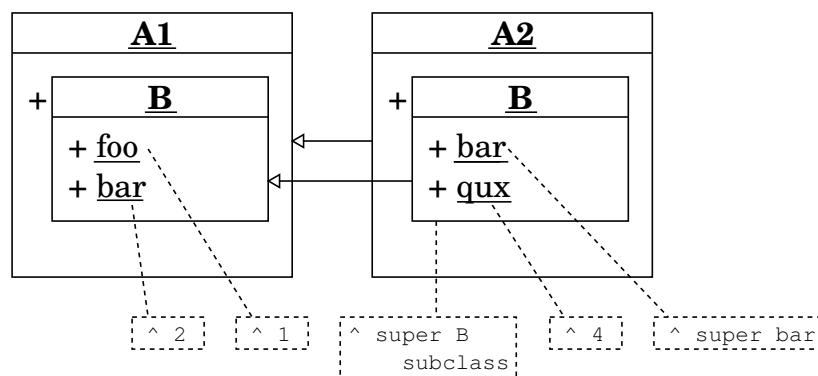 A1
A2
+ B
+ B
+ foo
+ bar
+ bar
+ qux
^ 2
^ 1
^ super B
subclass
^ 4
^ super bar